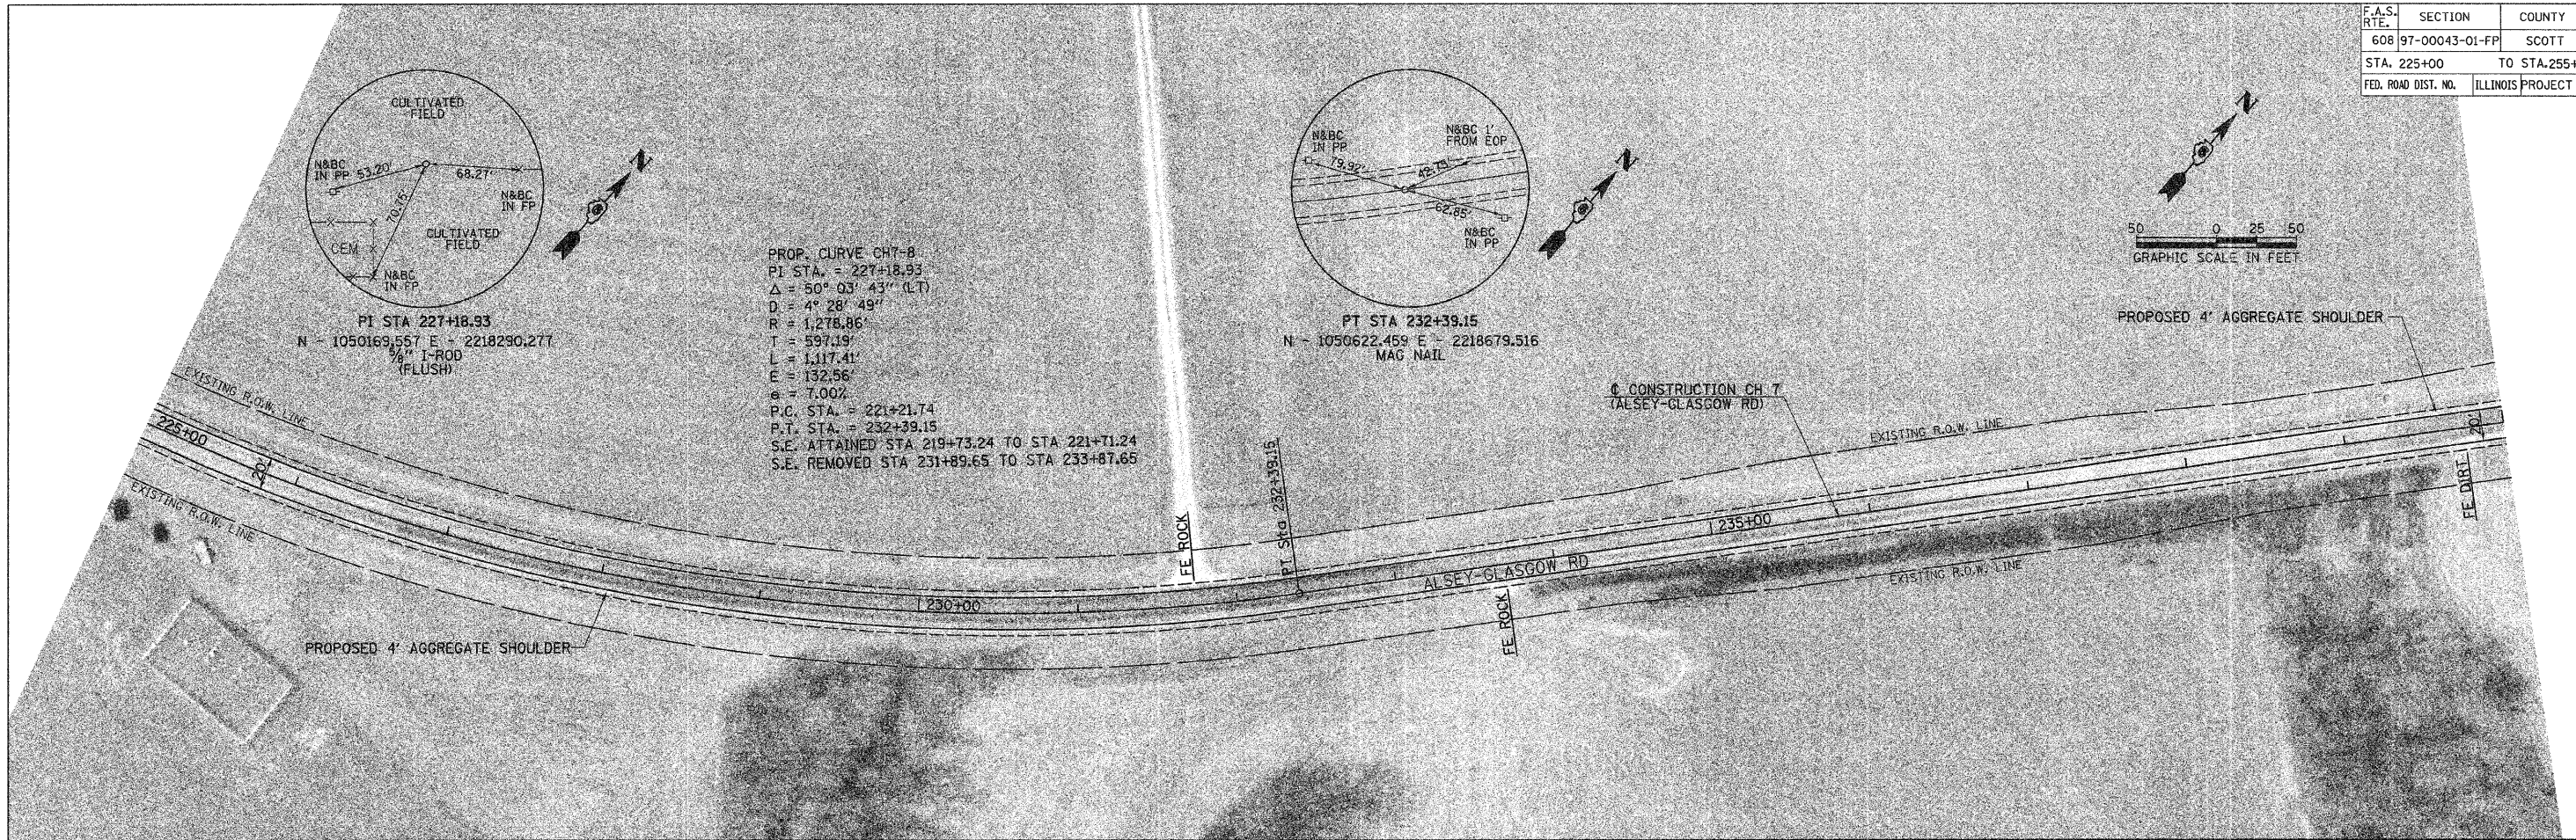 F.A.S. RTE. SECTION COUNTY
608 97-00043-01-FP SCOTT
STA. 225+00 TO STA.255+
FED. ROAD DIST. NO. ILLINOIS PROJECT
CULTIVATED
FIELD
N&BC
IN PP
53.20'
68.27'
N&BC
IN FP
70.75'
CULTIVATED
FIELD
CEM
N&BC
IN FP
PI STA 227+18.93
N - 1050169.557 E - 2218290.277
5/8" I-ROD
(FLUSH)
N
PROP. CURVE CH7-8
PI STA. = 227+18.93
Δ = 50° 03' 43" (LT)
D = 4° 28' 49"
R = 1,278.86'
T = 597.19'
L = 1,117.41'
E = 132.56'
e = 7.00%
P.C. STA. = 221+21.74
P.T. STA. = 232+39.15
S.E. ATTAINED STA 219+73.24 TO STA 221+71.24
S.E. REMOVED STA 231+89.65 TO STA 233+87.65
N&BC
IN PP
79.92'
N&BC 1'
FROM EOP
62.85'
N&BC
IN PP
PT STA 232+39.15
N - 1050622.459 E - 2218679.516
MAG NAIL
N
N
50 0 25 50
GRAPHIC SCALE IN FEET
PROPOSED 4' AGGREGATE SHOULDER
℄ CONSTRUCTION CH 7
(ALSEY-GLASGOW RD)
EXISTING R.O.W. LINE
EXISTING R.O.W. LINE
225+00
20'
EXISTING R.O.W. LINE
PROPOSED 4' AGGREGATE SHOULDER
230+00
FE ROCK
PT Sta 232+39.15
ALSEY-GLASGOW RD
FE ROCK
235+00
EXISTING R.O.W. LINE
20'
FE DIRT